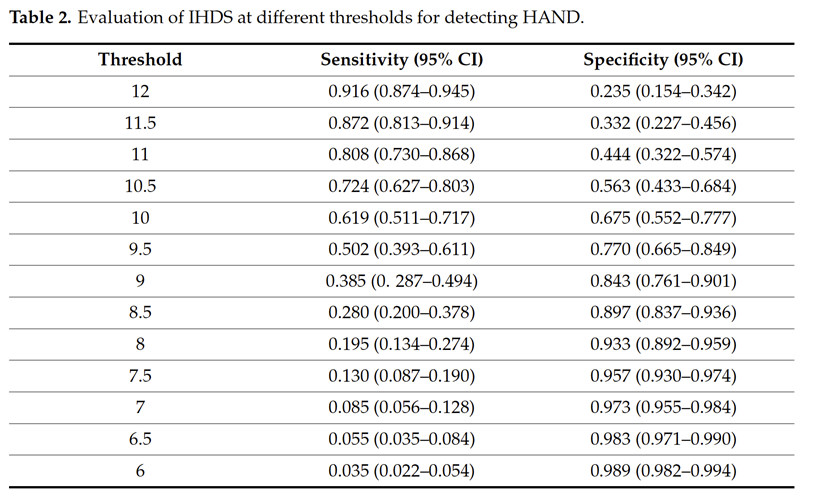 Table 2. Evaluation of IHDS at different thresholds for detecting HAND.
Threshold Sensitivity (95% CI) Specificity (95% CI)
12 0.916 (0.874–0.945) 0.235 (0.154–0.342)
11.5 0.872 (0.813–0.914) 0.332 (0.227–0.456)
11 0.808 (0.730–0.868) 0.444 (0.322–0.574)
10.5 0.724 (0.627–0.803) 0.563 (0.433–0.684)
10 0.619 (0.511–0.717) 0.675 (0.552–0.777)
9.5 0.502 (0.393–0.611) 0.770 (0.665–0.849)
9 0.385 (0. 287–0.494) 0.843 (0.761–0.901)
8.5 0.280 (0.200–0.378) 0.897 (0.837–0.936)
8 0.195 (0.134–0.274) 0.933 (0.892–0.959)
7.5 0.130 (0.087–0.190) 0.957 (0.930–0.974)
7 0.085 (0.056–0.128) 0.973 (0.955–0.984)
6.5 0.055 (0.035–0.084) 0.983 (0.971–0.990)
6 0.035 (0.022–0.054) 0.989 (0.982–0.994)